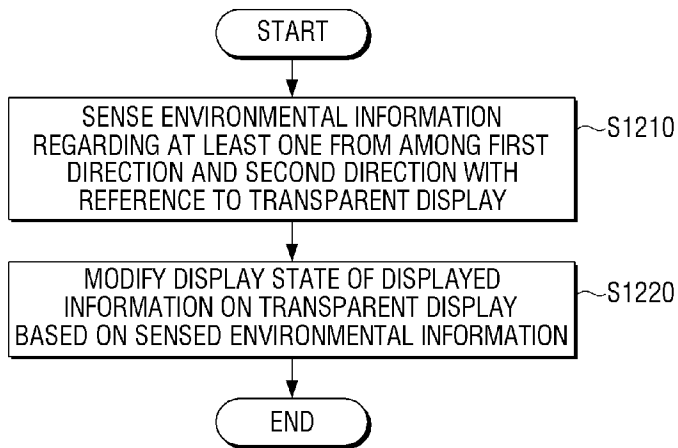 START
SENSE ENVIRONMENTAL INFORMATION
REGARDING AT LEAST ONE FROM AMONG FIRST
DIRECTION AND SECOND DIRECTION WITH
REFERENCE TO TRANSPARENT DISPLAY
S1210
MODIFY DISPLAY STATE OF DISPLAYED
INFORMATION ON TRANSPARENT DISPLAY
BASED ON SENSED ENVIRONMENTAL INFORMATION
S1220
END